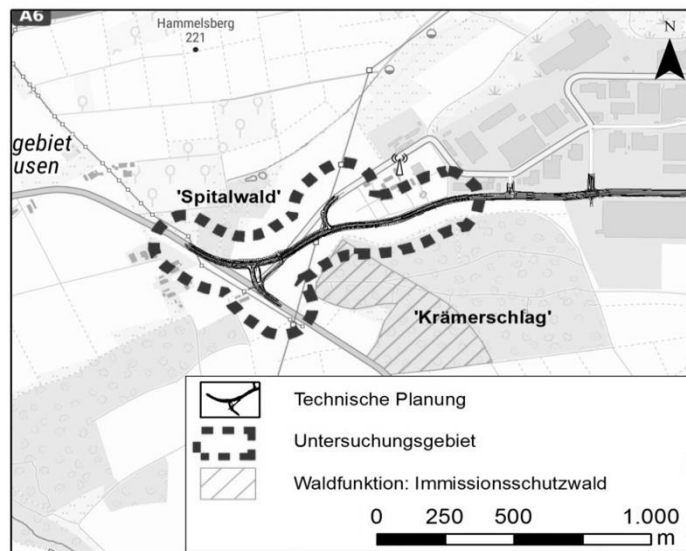 A6
Hammelsberg
221
N
gebiet
usen
'Spitalwald'
'Krämerschlag'
Technische Planung
Untersuchungsgebiet
Waldfunktion: Immissionsschutzwald
0 250 500 1.000
m